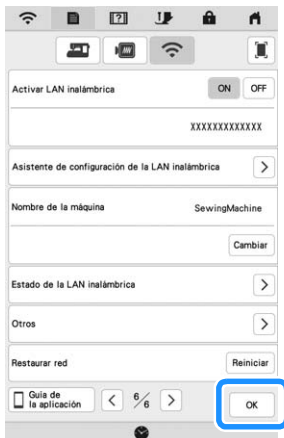 Activar LAN inalámbrica ON OFF
XXXXXXXXXXXXX
Asistente de configuración de la LAN inalámbrica >
Nombre de la máquina SewingMachine
Cambiar
Estado de la LAN inalámbrica >
Otros >
Restaurar red Reiniciar
Guia de
la aplicación < 6/6 > OK